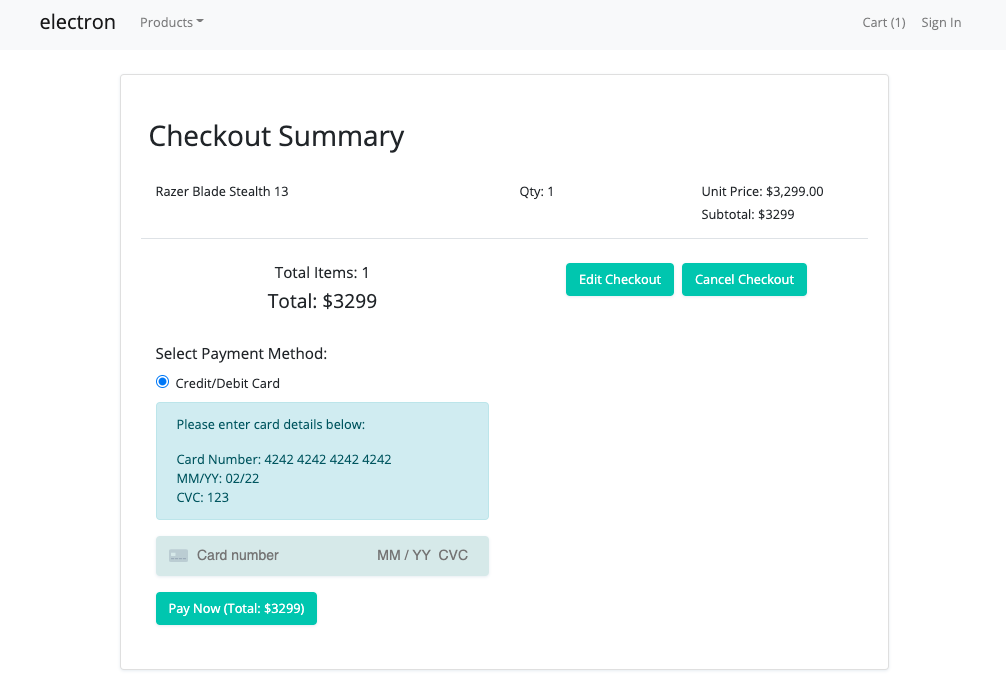 electron
Products
Cart (1)
Sign In
Checkout Summary
Razer Blade Stealth 13
Qty: 1
Unit Price: $3,299.00
Subtotal: $3299
Total Items: 1
Total: $3299
Edit Checkout
Cancel Checkout
Select Payment Method:
Credit/Debit Card
Please enter card details below:
Card Number: 4242 4242 4242 4242
MM/YY: 02/22
CVC: 123
Card number
MM / YY CVC
Pay Now (Total: $3299)